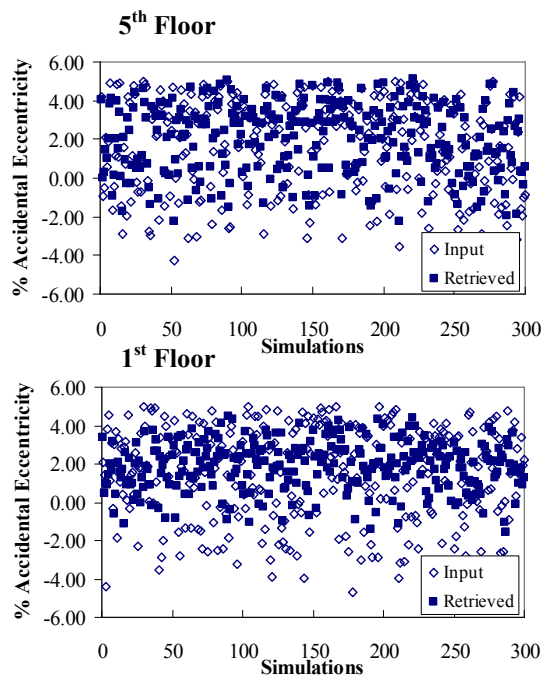 5th Floor
6.00
4.00
2.00
0.00
-2.00
-4.00
-6.00
% Accidental Eccentricity
Input
Retrieved
0 50 100 150 200 250 300
Simulations
1st Floor
6.00
4.00
2.00
0.00
-2.00
-4.00
-6.00
% Accidental Eccentricity
Input
Retrieved
0 50 100 150 200 250 300
Simulations